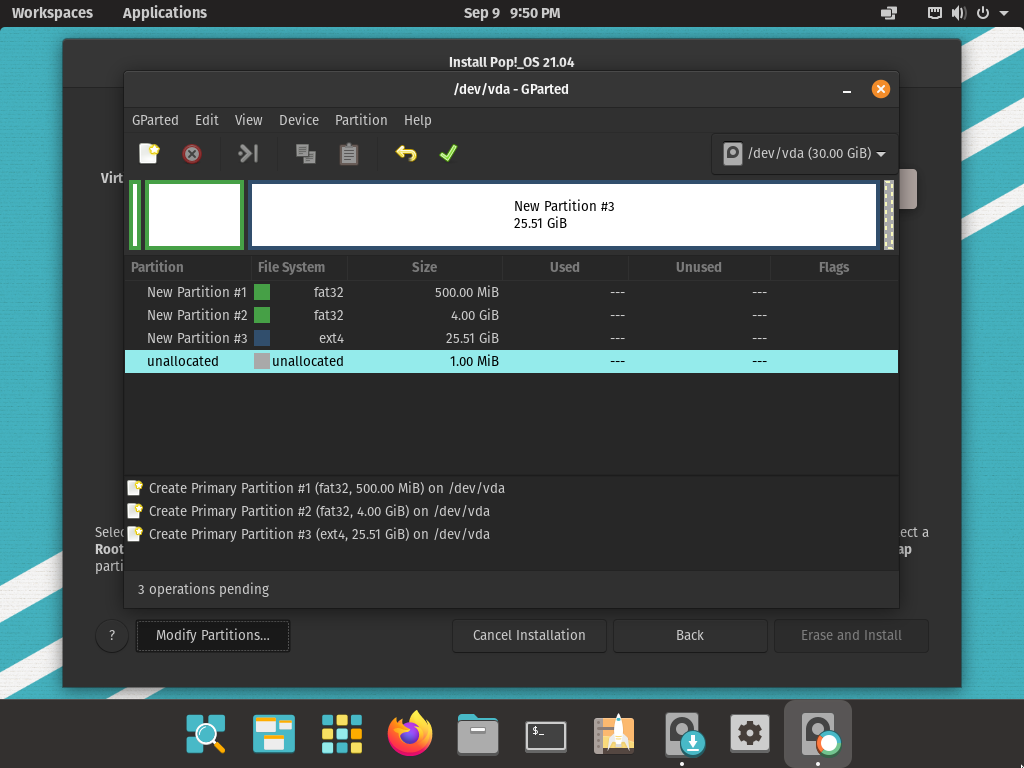 Workspaces Applications Sep 9 9:50 PM
Install Pop!_OS 21.04
/dev/vda - GParted
GParted Edit View Device Partition Help
/dev/vda (30.00 GiB)
Virt
New Partition #3
25.51 GiB
Partition File System Size Used Unused Flags
New Partition #1 fat32 500.00 MiB --- ---
New Partition #2 fat32 4.00 GiB --- ---
New Partition #3 ext4 25.51 GiB --- ---
unallocated unallocated 1.00 MiB --- ---
Create Primary Partition #1 (fat32, 500.00 MiB) on /dev/vda
Create Primary Partition #2 (fat32, 4.00 GiB) on /dev/vda
Create Primary Partition #3 (ext4, 25.51 GiB) on /dev/vda
Selec ect a
Root ap
parti
3 operations pending
? Modify Partitions... Cancel Installation Back Erase and Install
$_